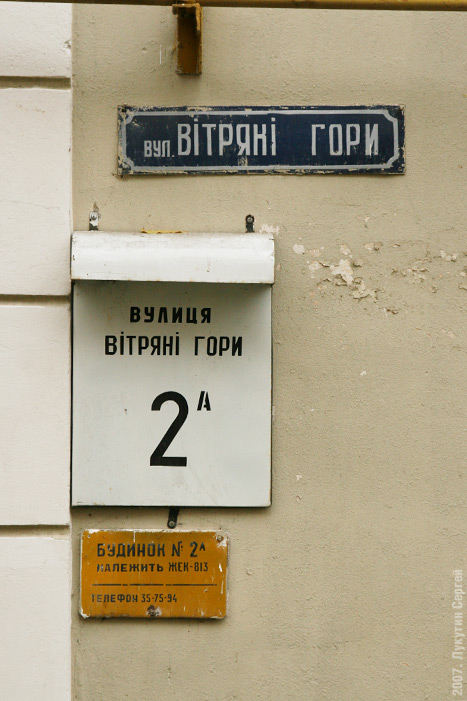 вул. ВІТРЯНІ ГОРИ
ВУЛИЦЯ
ВІТРЯНІ ГОРИ
2А
БУДИНОК № 2А
НАЛЕЖИТЬ ЖЕК-813
ТЕЛЕФОН 35-75-94
2007. Лукутин Сергей